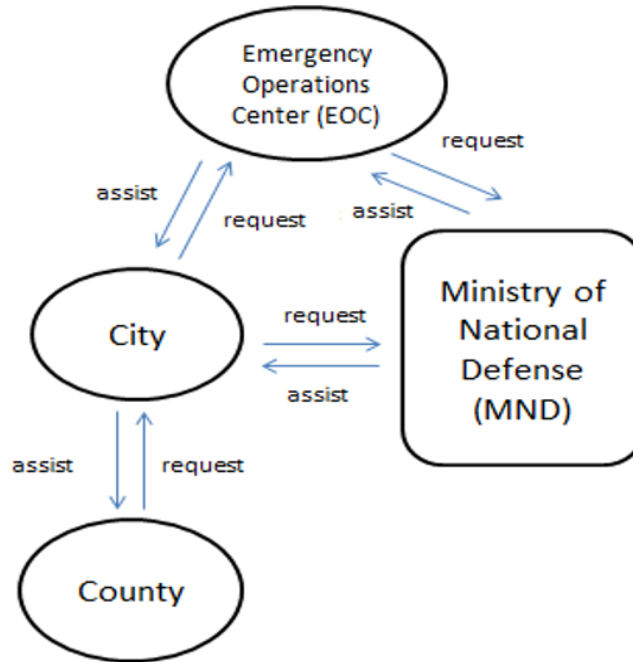 Emergency
Operations
Center (EOC)
request
assist
assist
request
Ministry of
National
Defense
(MND)
City
request
assist
assist
request
County